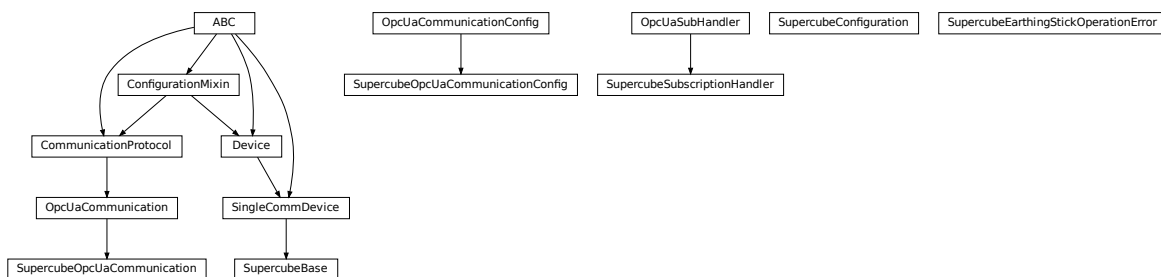 ABC
OpcUaCommunicationConfig
OpcUaSubHandler
SupercubeConfiguration
SupercubeEarthingStickOperationError
ConfigurationMixin
SupercubeOpcUaCommunicationConfig
SupercubeSubscriptionHandler
CommunicationProtocol
Device
OpcUaCommunication
SingleCommDevice
SupercubeOpcUaCommunication
SupercubeBase